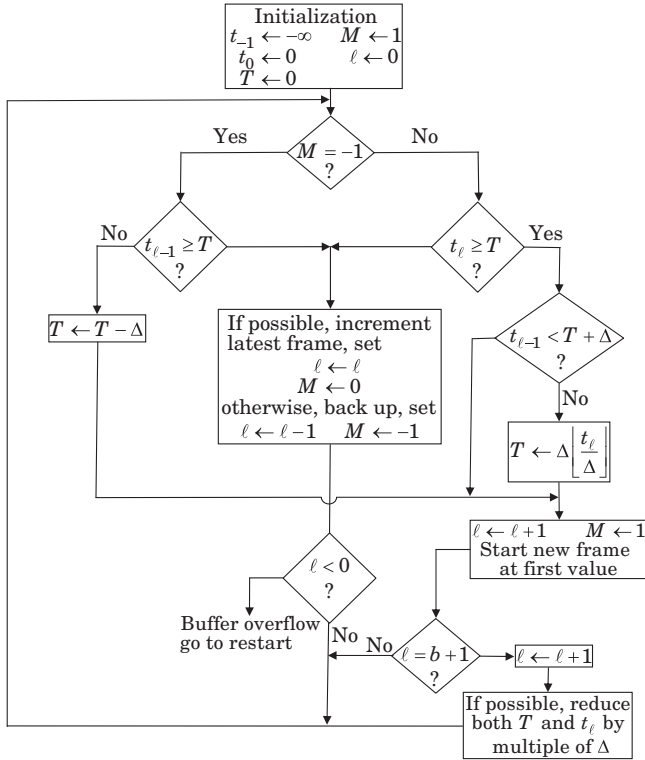 Initialization
t₋₁ ← −∞ M ← 1
t₀ ← 0 ℓ ← 0
T ← 0
Yes
No
M = −1
?
No
t_{ℓ−1} ≥ T
?
t_ℓ ≥ T
?
Yes
T ← T − Δ
If possible, increment
latest frame, set
ℓ ← ℓ
M ← 0
otherwise, back up, set
ℓ ← ℓ − 1 M ← −1
t_{ℓ−1} < T + Δ
?
No
T ← Δ⌊t_ℓ/Δ⌋
ℓ ← ℓ + 1 M ← 1
Start new frame
at first value
ℓ < 0
?
Buffer overflow
go to restart
No
No
ℓ = b + 1
?
ℓ ← ℓ + 1
If possible, reduce
both T and t_ℓ by
multiple of Δ